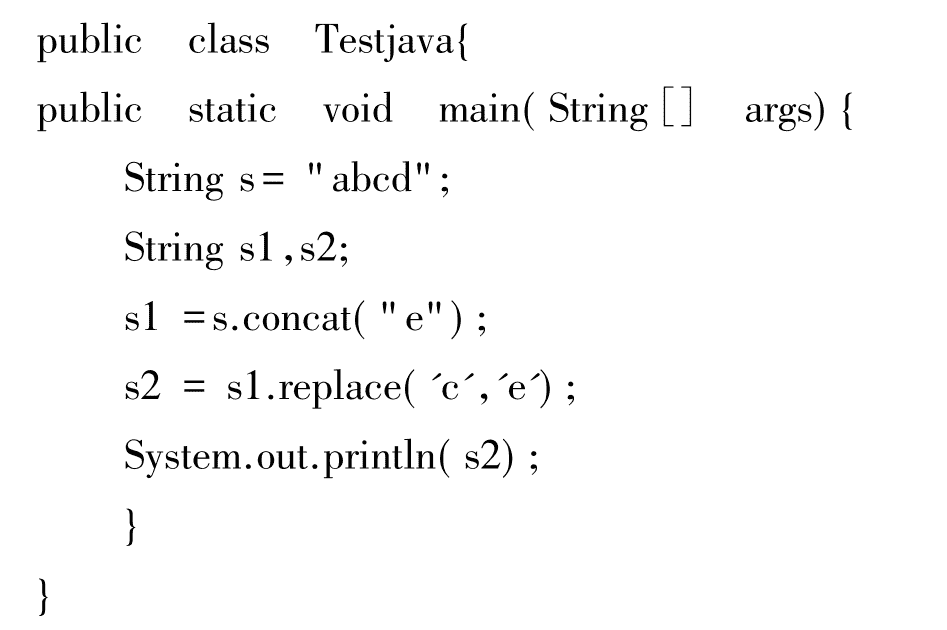 public class Testjava{
public static void main( String [] args) {
String s= "abcd";
String s1 ,s2;
s1 =s.concat( "e") ;
s2 = s1.replace( ´c´,´e´) ;
System.out.println( s2) ;
}
}